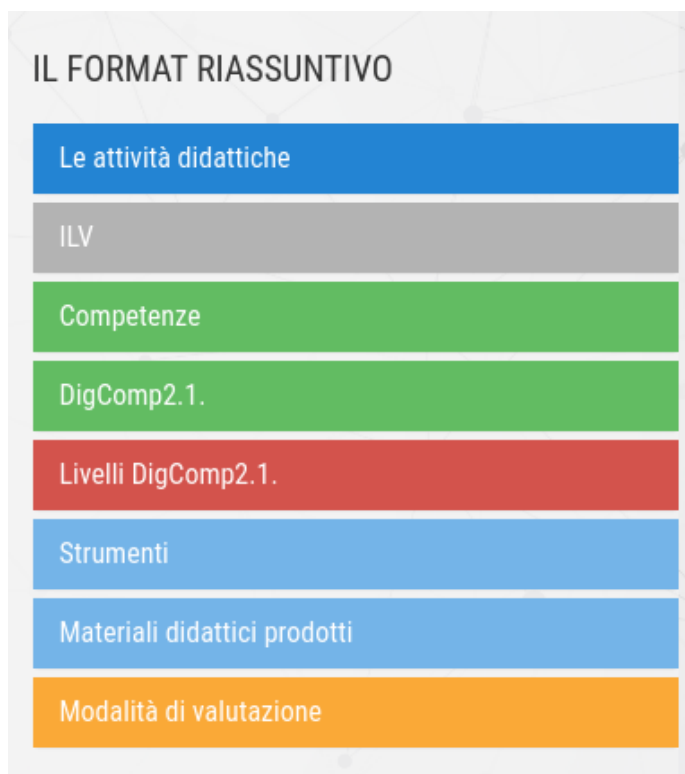 IL FORMAT RIASSUNTIVO
Le attività didattiche
ILV
Competenze
DigComp2.1.
Livelli DigComp2.1.
Strumenti
Materiali didattici prodotti
Modalità di valutazione